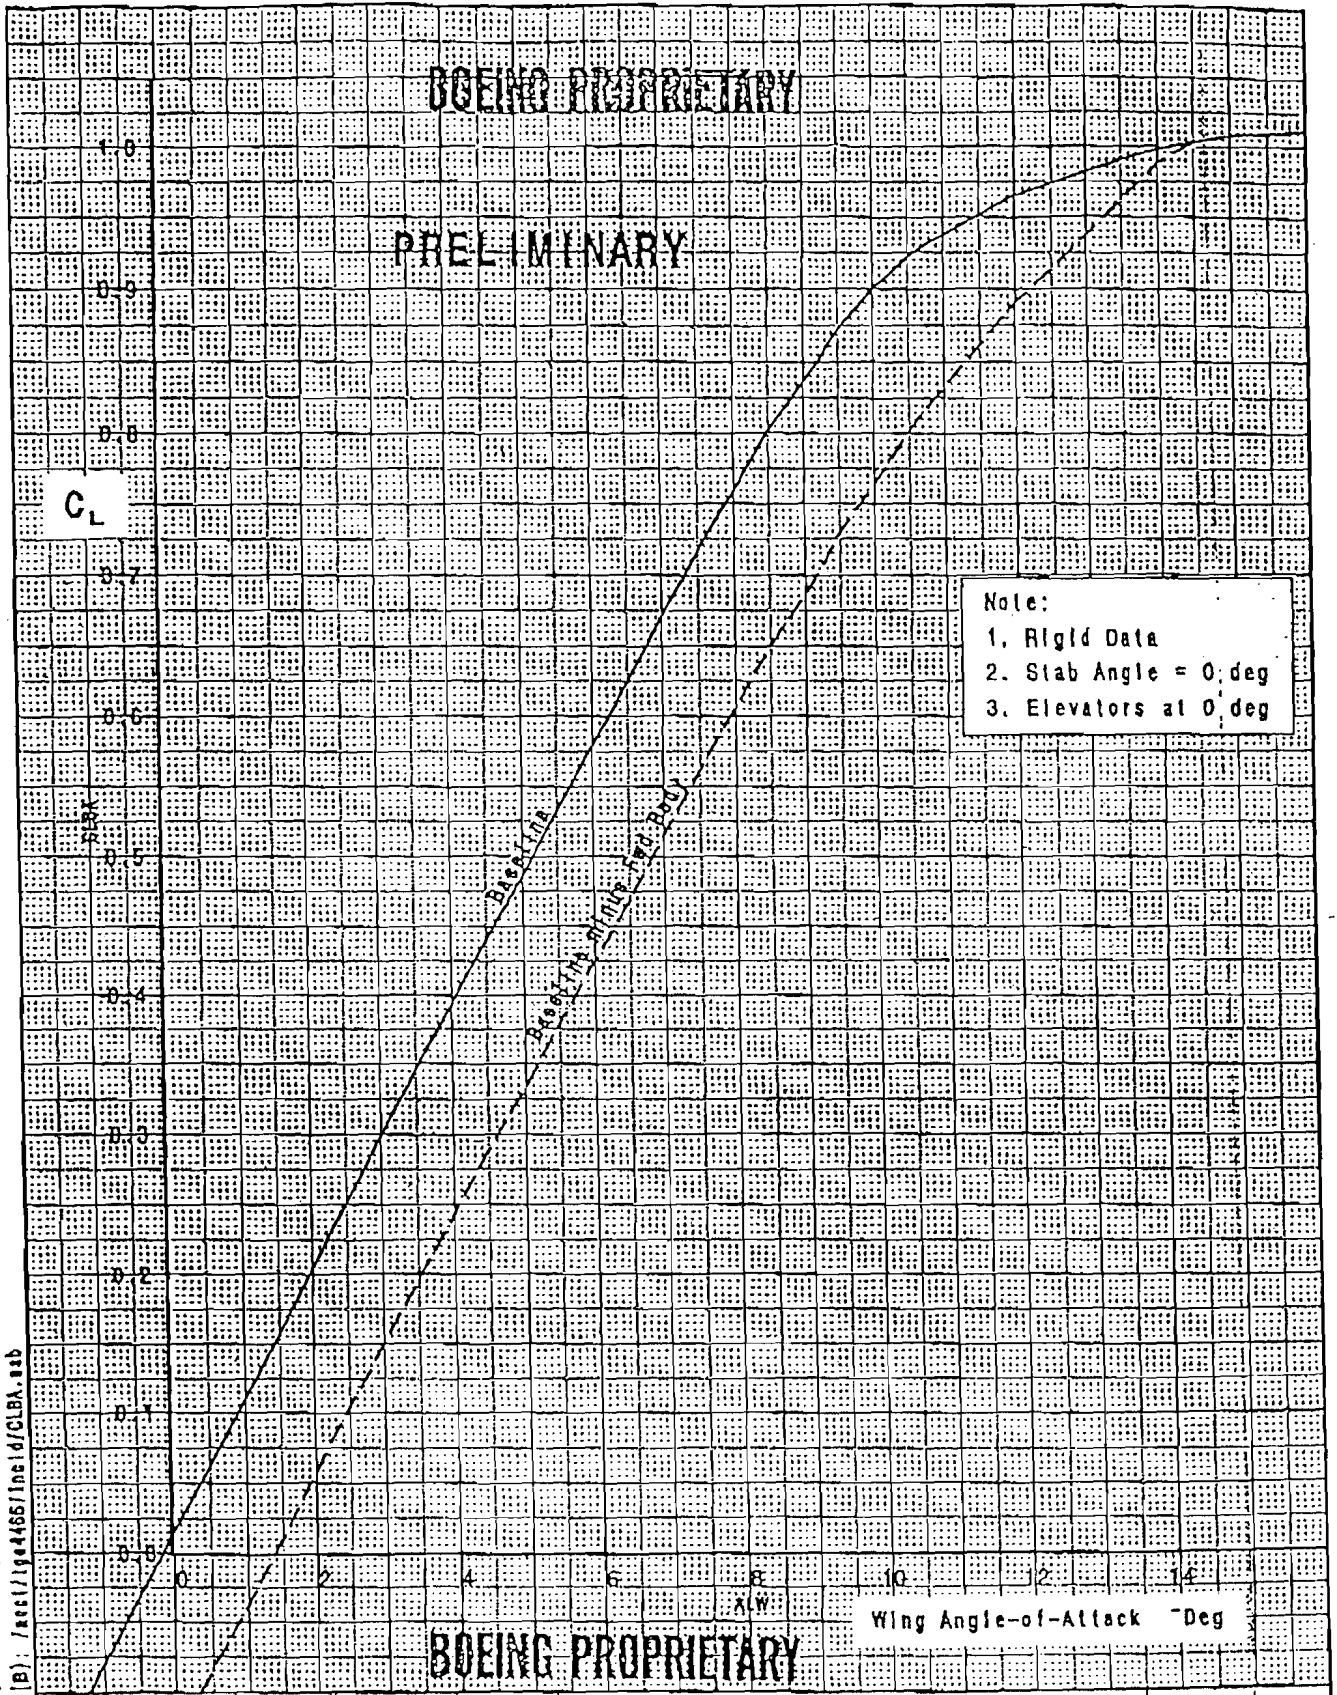 BOEING PROPRIETARY
1.0
PRELIMINARY
0.9
0.8
C_L
0.7
Note:
1. Rigid Data
2. Stab Angle = 0 deg
3. Elevators at 0 deg
0.6
Baseline
Baseline minus Fwd Body
0.5
0.4
0.3
0.2
0.1
0.0
0 2 4 6 8 10 12 14
ALW
Wing Angle-of-Attack ~Deg
BOEING PROPRIETARY